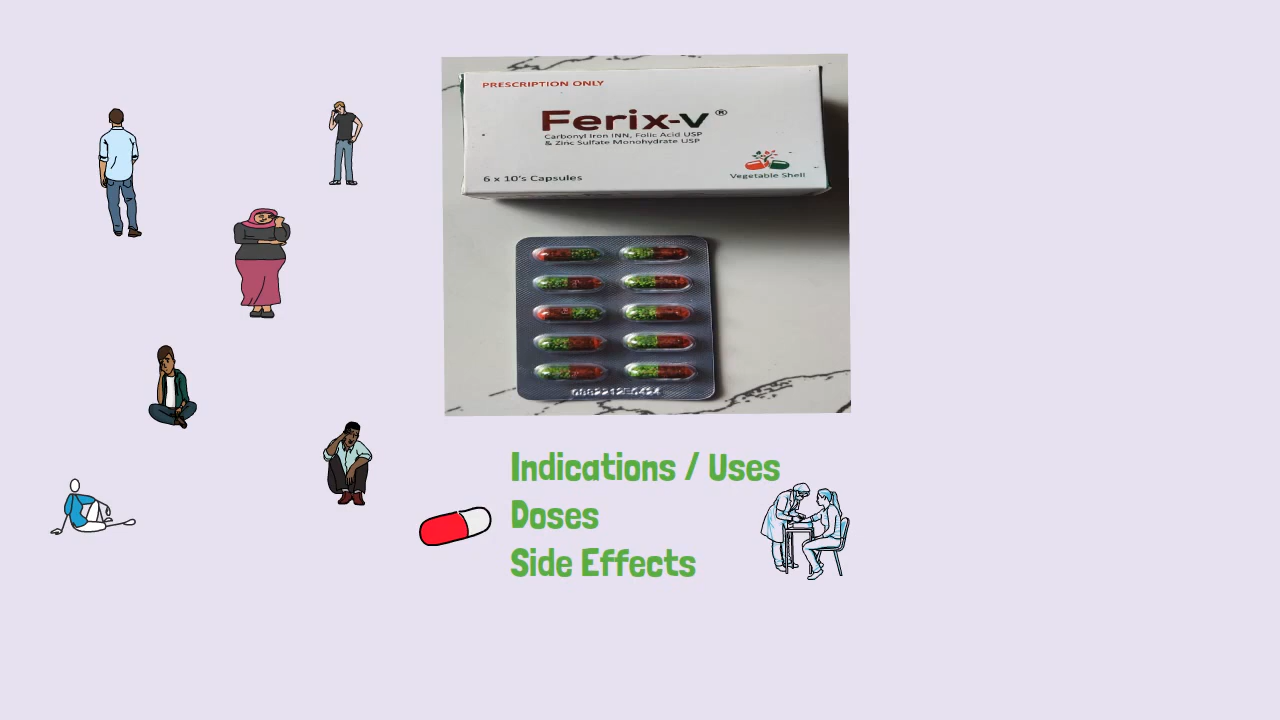 PRESCRIPTION ONLY
Ferix-V ®
Carbonyl Iron INN, Folic Acid USP
& Zinc Sulfate Monohydrate USP
6 x 10's Capsules
Vegetable Shell
Indications / Uses
Doses
Side Effects